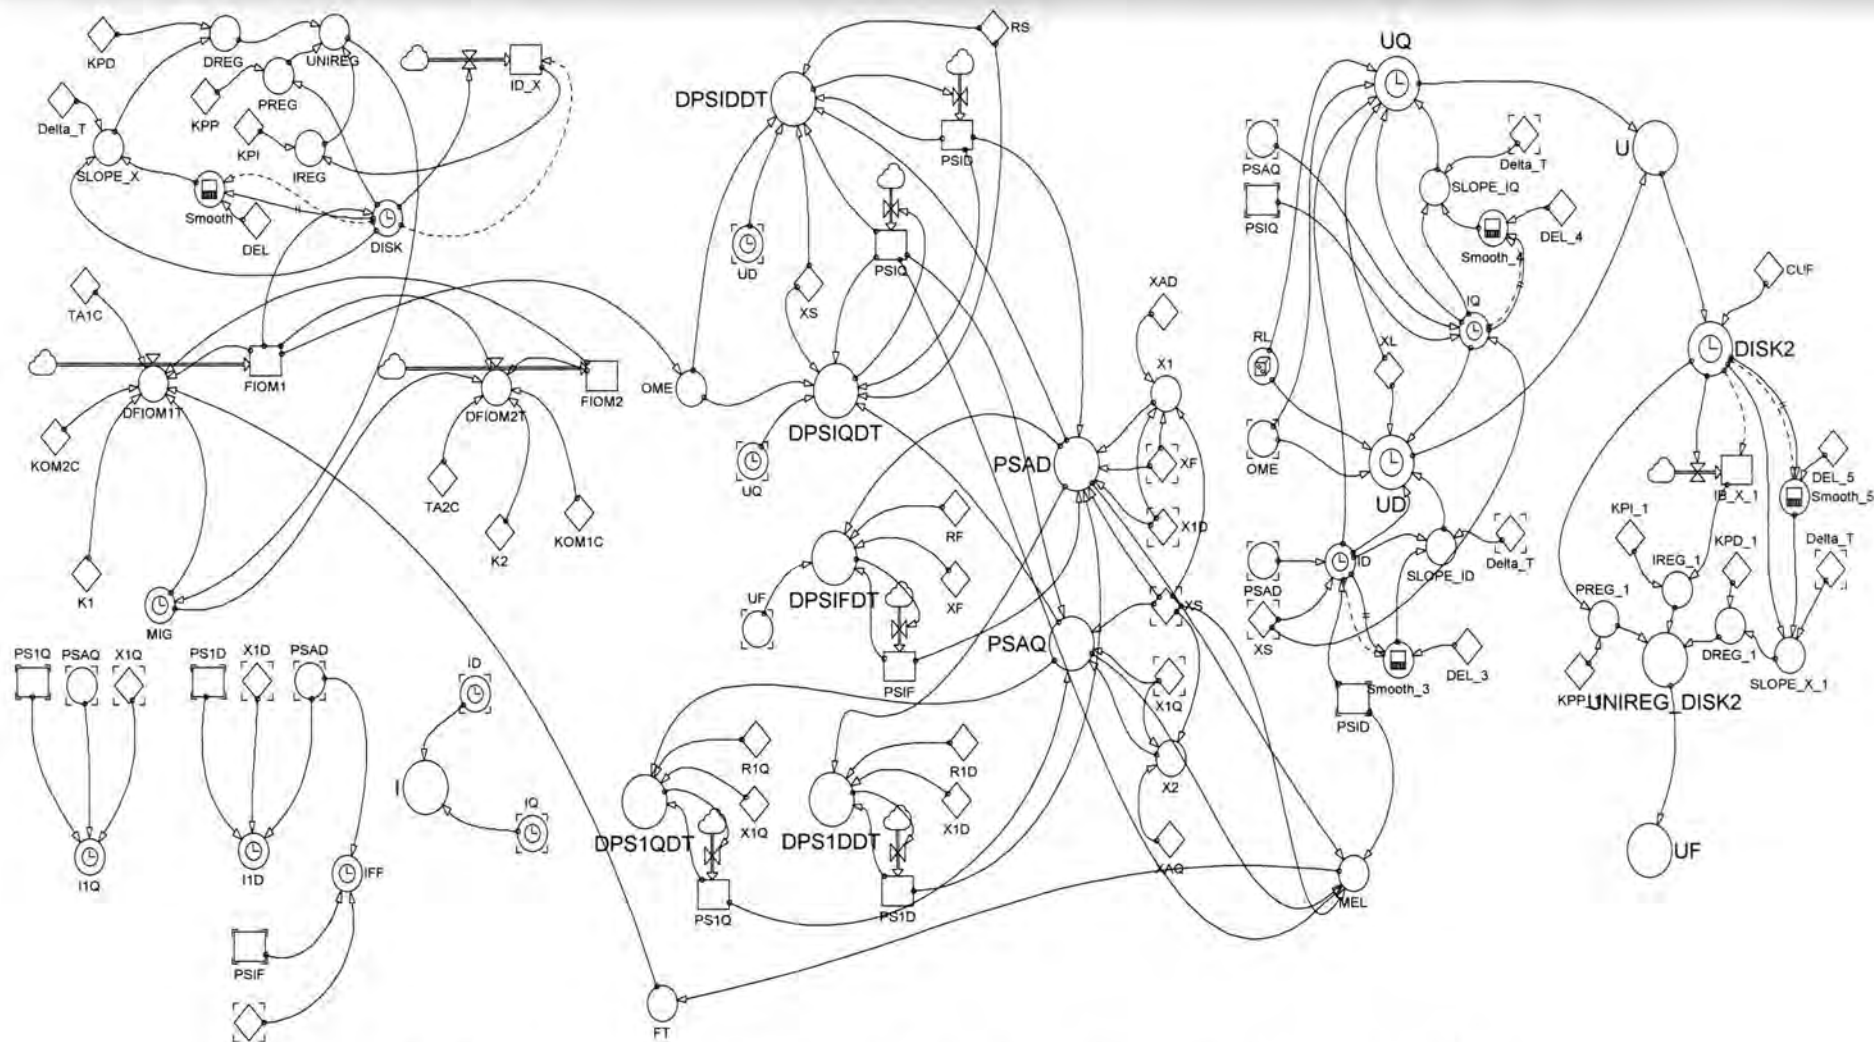 KPD
DREG
UNIREG
KPP
PREG
ID_X
Delta_T
KPI
IREG
SLOPE_X
Smooth
DEL
DISK
TA1C
FIOM1
DFIOM1T
KOM2C
K1
MIG
FIOM2
DFIOM2T
TA2C
K2
KOM1C
OME
RS
DPSIDDT
PSID
UD
XS
PSIQ
DPSIQDT
UQ
XAD
X1
PSAD
XF
X1D
RF
XF
DPSIFDT
UF
PSIF
XS
PSAQ
X1Q
X2
XAQ
R1Q
X1Q
DPS1QDT
PS1Q
R1D
X1D
DPS1DDT
PS1D
MEL
FT
PS1Q
PSAQ
X1Q
I1Q
PS1D
X1D
PSAD
I1D
IFF
PSIF
ID
I
IQ
UQ
U
PSAQ
PSIQ
Delta_T
SLOPE_IQ
Smooth_4
DEL_4
IQ
RL
XL
OME
UD
PSAD
ID
SLOPE_ID
Delta_T
XS
Smooth_3
DEL_3
PSID
CUF
DISK2
IB_X_1
DEL_5
Smooth_5
KPI_1
KPD_1
Delta_T
IREG_1
PREG_1
DREG_1
SLOPE_X_1
KPP
UNIREG_DISK2
UF